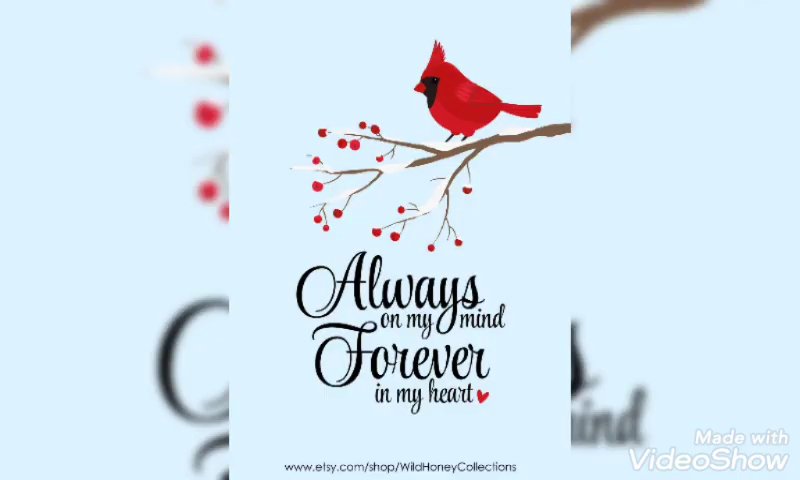 Always
on my mind
Forever
in my heart
www.etsy.com/shop/WildHoneyCollections
Made with
VideoShow